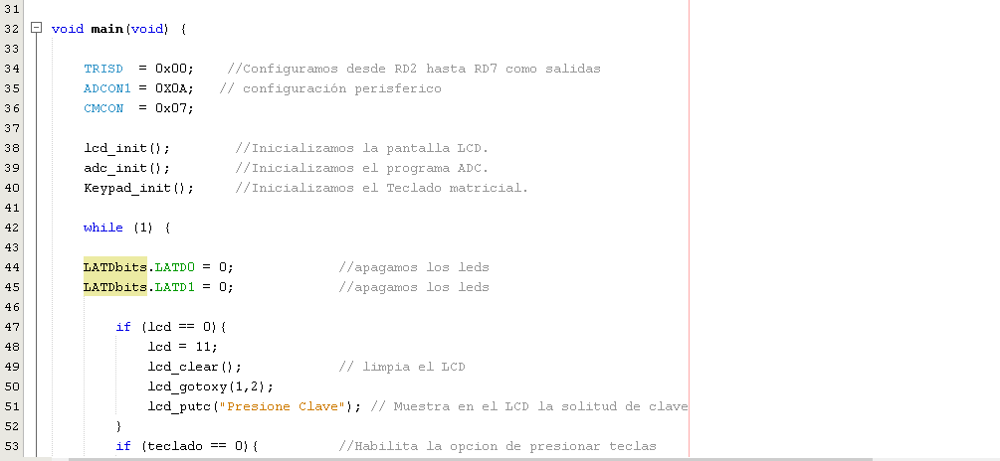 31
32 void main(void) {
33
34 TRISD = 0x00; //Configuramos desde RD2 hasta RD7 como salidas
35 ADCON1 = 0X0A; // configuración perisferico
36 CMCON = 0x07;
37
38 lcd_init(); //Inicializamos la pantalla LCD.
39 adc_init(); //Inicializamos el programa ADC.
40 Keypad_init(); //Inicializamos el Teclado matricial.
41
42 while (1) {
43
44 LATDbits.LATD0 = 0; //apagamos los leds
45 LATDbits.LATD1 = 0; //apagamos los leds
46
47 if (lcd == 0){
48 lcd = 11;
49 lcd_clear(); // limpia el LCD
50 lcd_gotoxy(1,2);
51 lcd_putc("Presione Clave"); // Muestra en el LCD la solitud de clave
52 }
53 if (teclado == 0){ //Habilita la opcion de presionar teclas